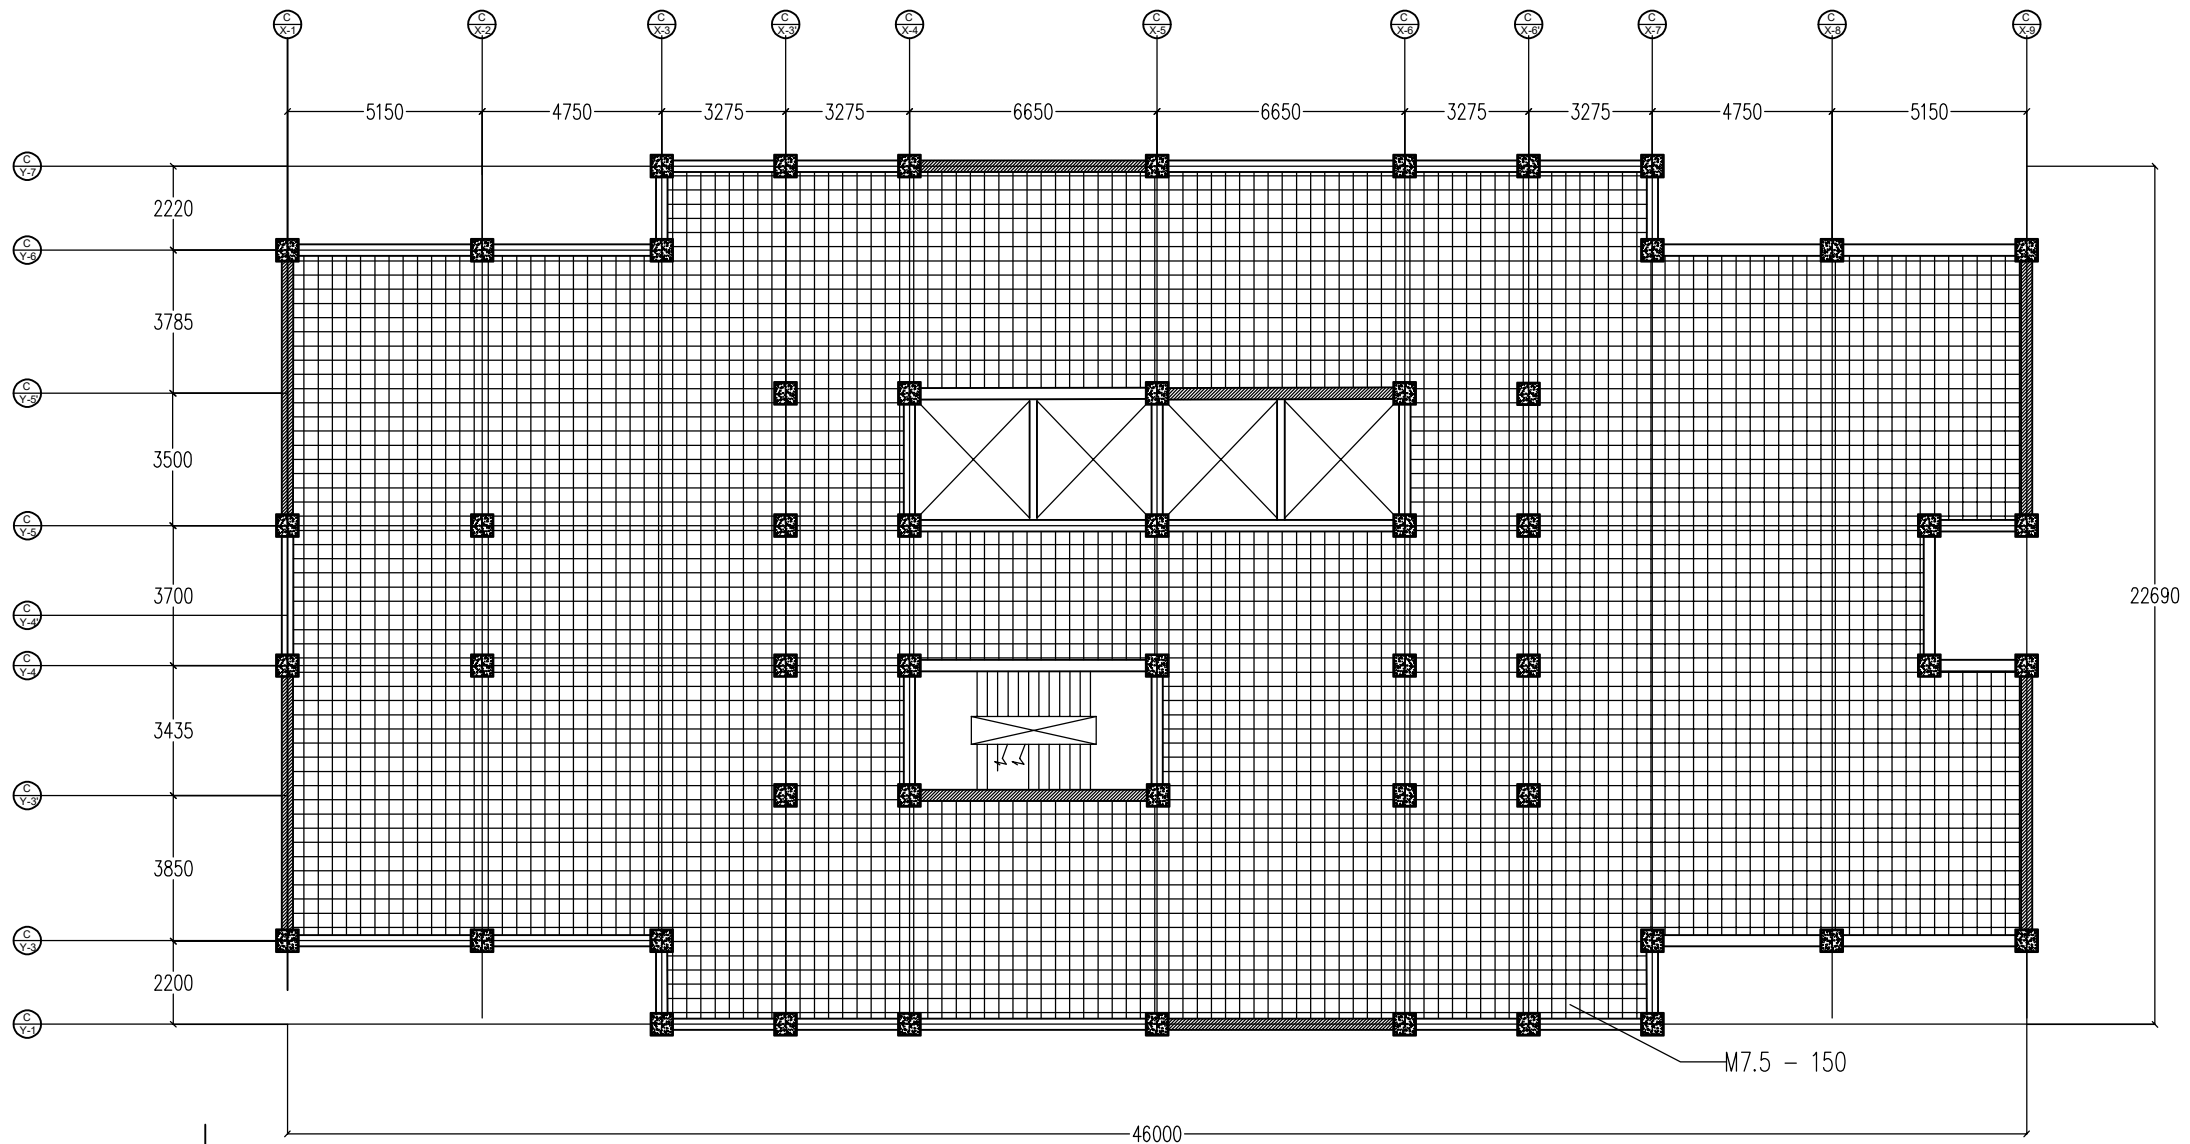 C C C C C C C C C C C
X-1 X-2 X-3 X-3' X-4 X-5 X-6 X-6' X-7 X-8 X-9
5150 4750 3275 3275 6650 6650 3275 3275 4750 5150
C
Y-7
2220
C
Y-6
3785
C
Y-5'
3500
C
Y-5
3700
22690
C
Y-4'
C
Y-4
3435
C
Y-3'
3850
C
Y-3
2200
C
Y-1
M7.5 - 150
46000